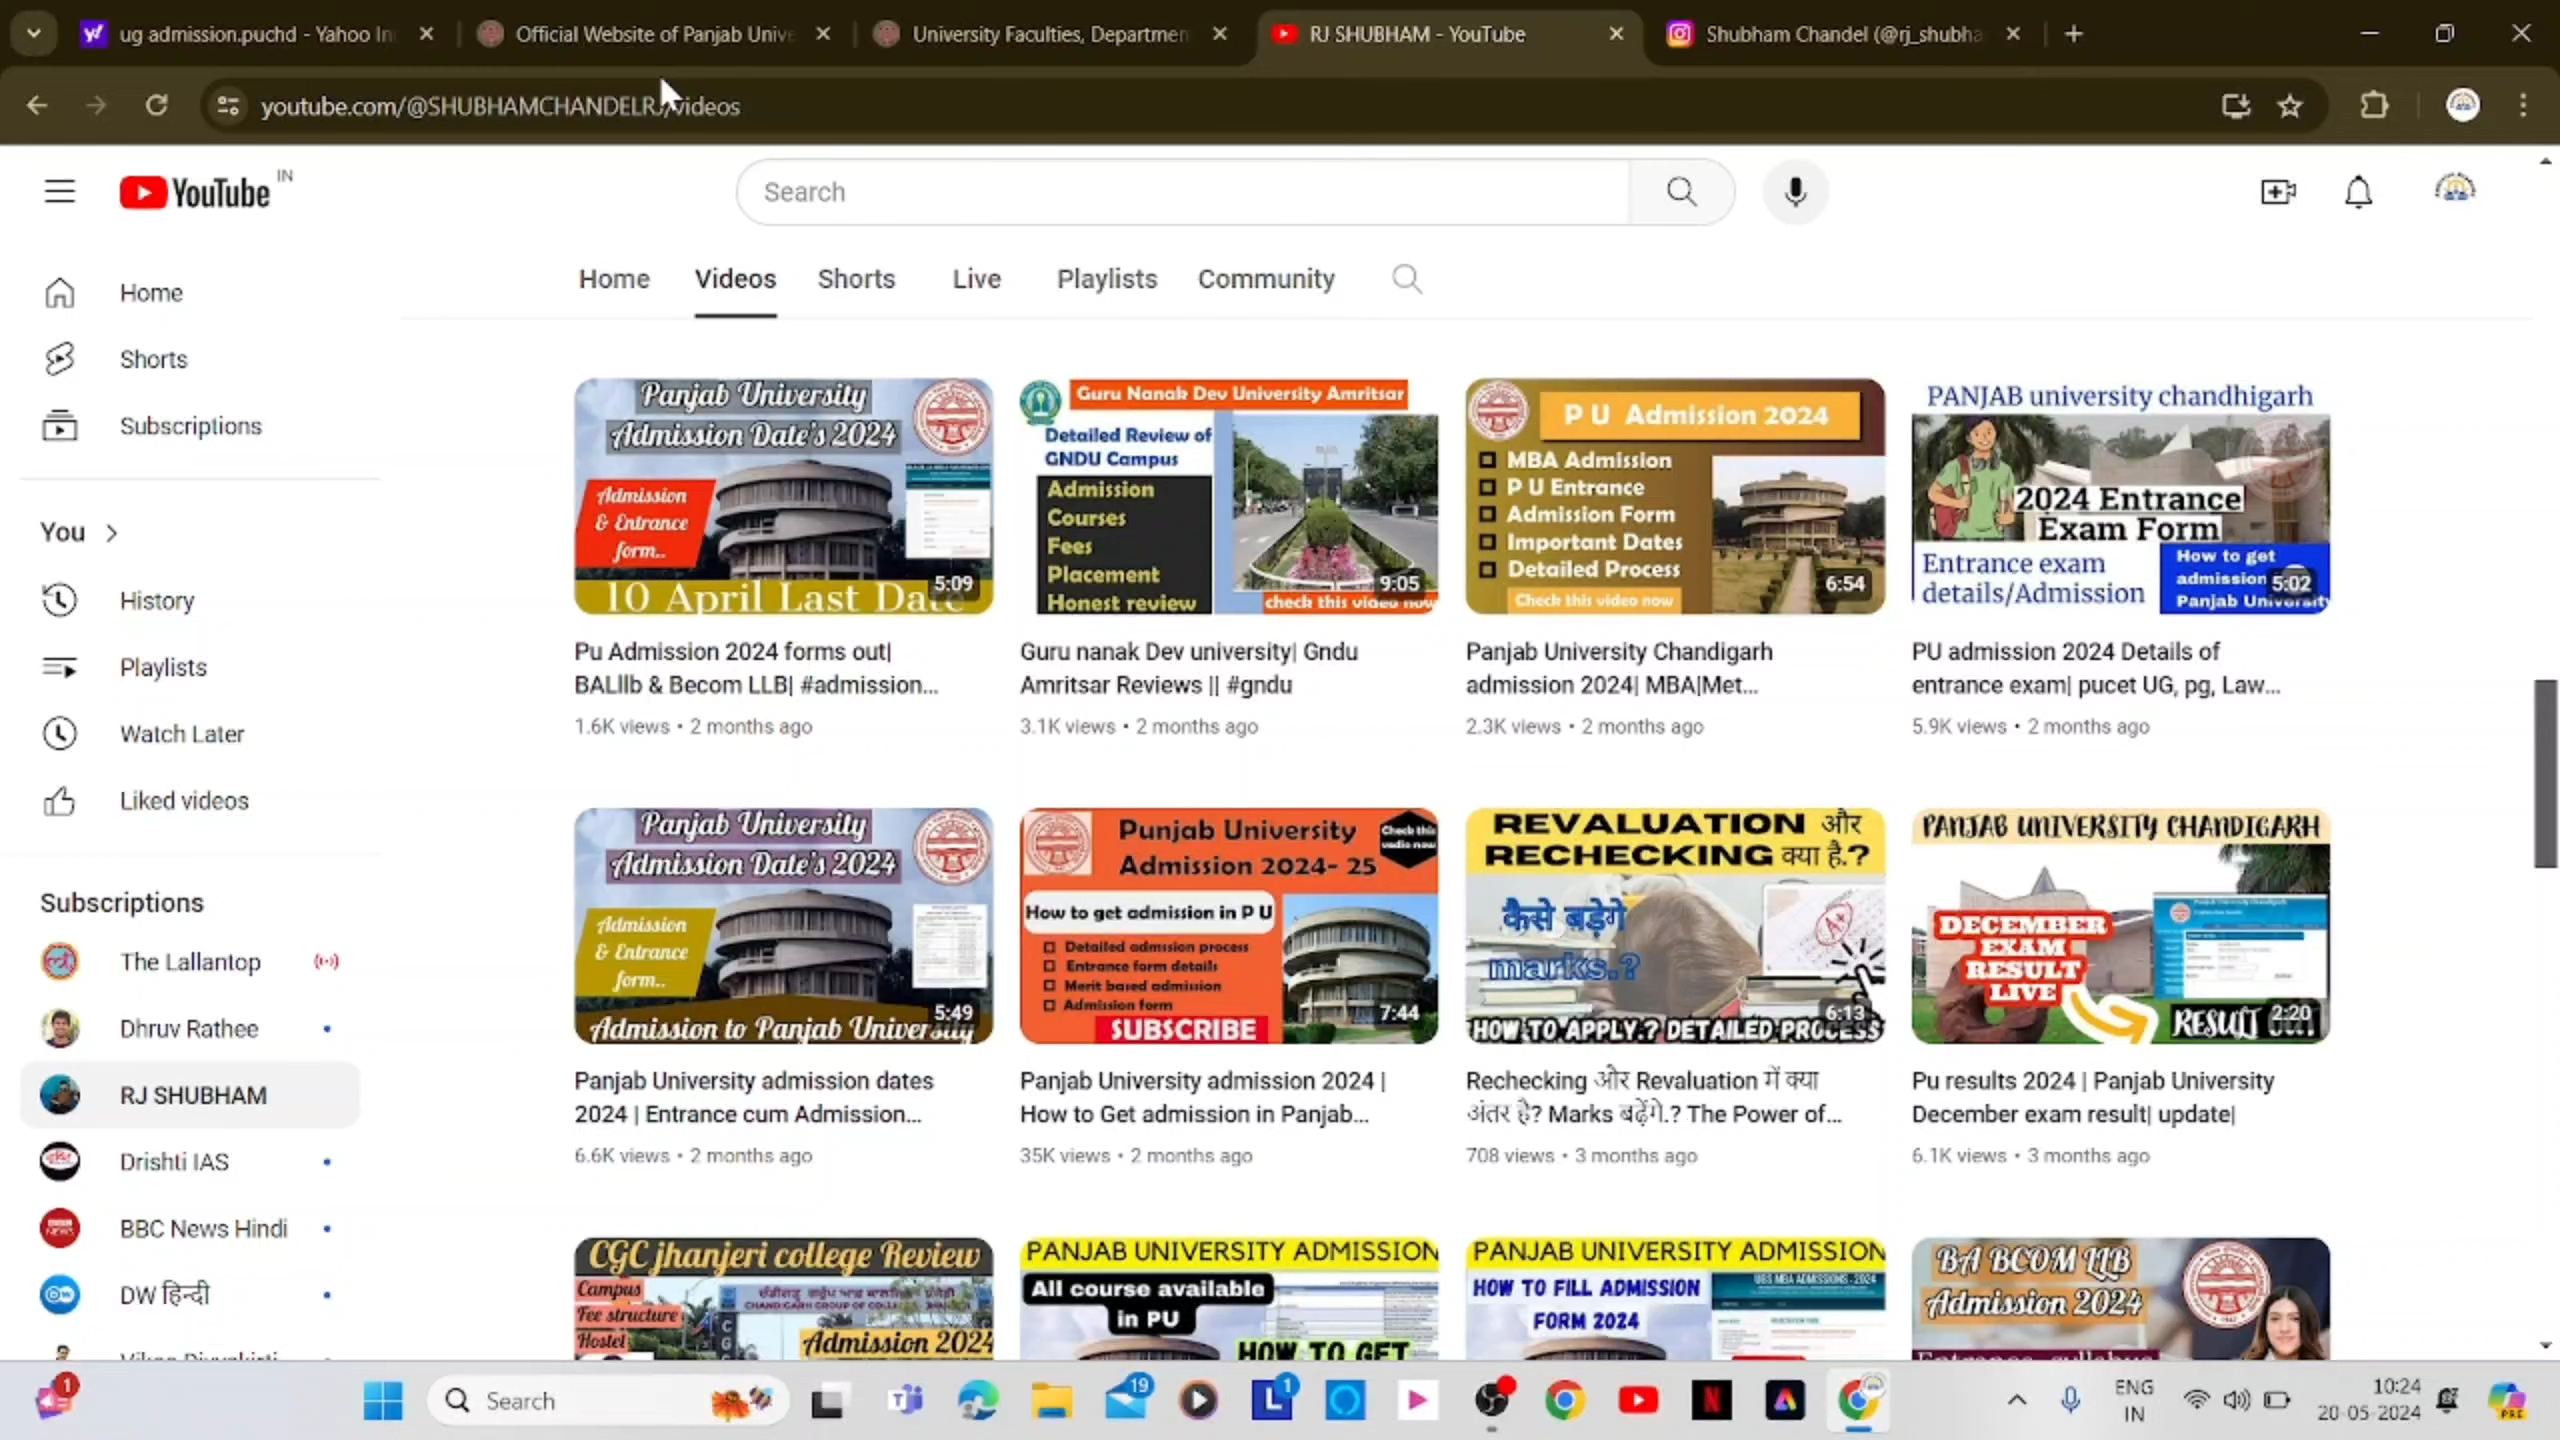 ug admission.puchd - Yahoo In
Official Website of Panjab Unive
University Faculties, Departmen
RJ SHUBHAM - YouTube
Shubham Chandel (@rj_shubha
youtube.com/@SHUBHAMCHANDELRJ/videos
YouTube IN
Search
Home
Videos
Shorts
Live
Playlists
Community
Home
Shorts
Subscriptions
You
History
Playlists
Watch Later
Liked videos
Subscriptions
The Lallantop
Dhruv Rathee
RJ SHUBHAM
Drishti IAS
BBC News Hindi
DW हिन्दी
Panjab University
Admission Date's 2024
Admission
& Entrance
form..
10 April Last Date
5:09
Pu Admission 2024 forms out|
BALllb & Becom LLB| #admission...
1.6K views • 2 months ago
Guru Nanak Dev University Amritsar
Detailed Review of
GNDU Campus
Admission
Courses
Fees
Placement
Honest review
check this video now
9:05
Guru nanak Dev university| Gndu
Amritsar Reviews || #gndu
3.1K views • 2 months ago
P U Admission 2024
MBA Admission
P U Entrance
Admission Form
Important Dates
Detailed Process
Check this video now
6:54
Panjab University Chandigarh
admission 2024| MBA|Met...
2.3K views • 2 months ago
PANJAB university chandhigarh
2024 Entrance
Exam Form
Entrance exam
details/Admission
How to get
admission
Panjab University
5:02
PU admission 2024 Details of
entrance exam| pucet UG, pg, Law...
5.9K views • 2 months ago
Panjab University
Admission Date's 2024
Admission
& Entrance
form..
Admission to Panjab University
5:49
Panjab University admission dates
2024 | Entrance cum Admission...
6.6K views • 2 months ago
Punjab University
Admission 2024- 25
Check this
vadio now
How to get admission in P U
Detailed admssion process
Entrance form details
Merit based admission
Admission form
SUBSCRIBE
7:44
Panjab University admission 2024 |
How to Get admission in Panjab...
35K views • 2 months ago
REVALUATION और
RECHECKING क्या है.?
कैसे बड़ेगे
marks.?
HOW TO APPLY.? DETAILED PROCESS
6:13
Rechecking और Revaluation में क्या
अंतर है? Marks बढ़ेंगे.? The Power of...
708 views • 3 months ago
PANJAB UNIVERSITY CHANDIGARH
DECEMBER
EXAM
RESULT
LIVE
RESULT OUT
2:20
Pu results 2024 | Panjab University
December exam result| update|
6.1K views • 3 months ago
CGC jhanjeri college Review
Campus
Fee structure
Hostel
Admission 2024
PANJAB UNIVERSITY ADMISSION
All course available
in PU
HOW TO GET
PANJAB UNIVERSITY ADMISSION
HOW TO FILL ADMISSION
FORM 2024
UBS MBA ADMISSIONS - 2024
BA BCOM LLB
Admission 2024
1
Search
19
1
ENG
IN
10:24
20-05-2024
PRE